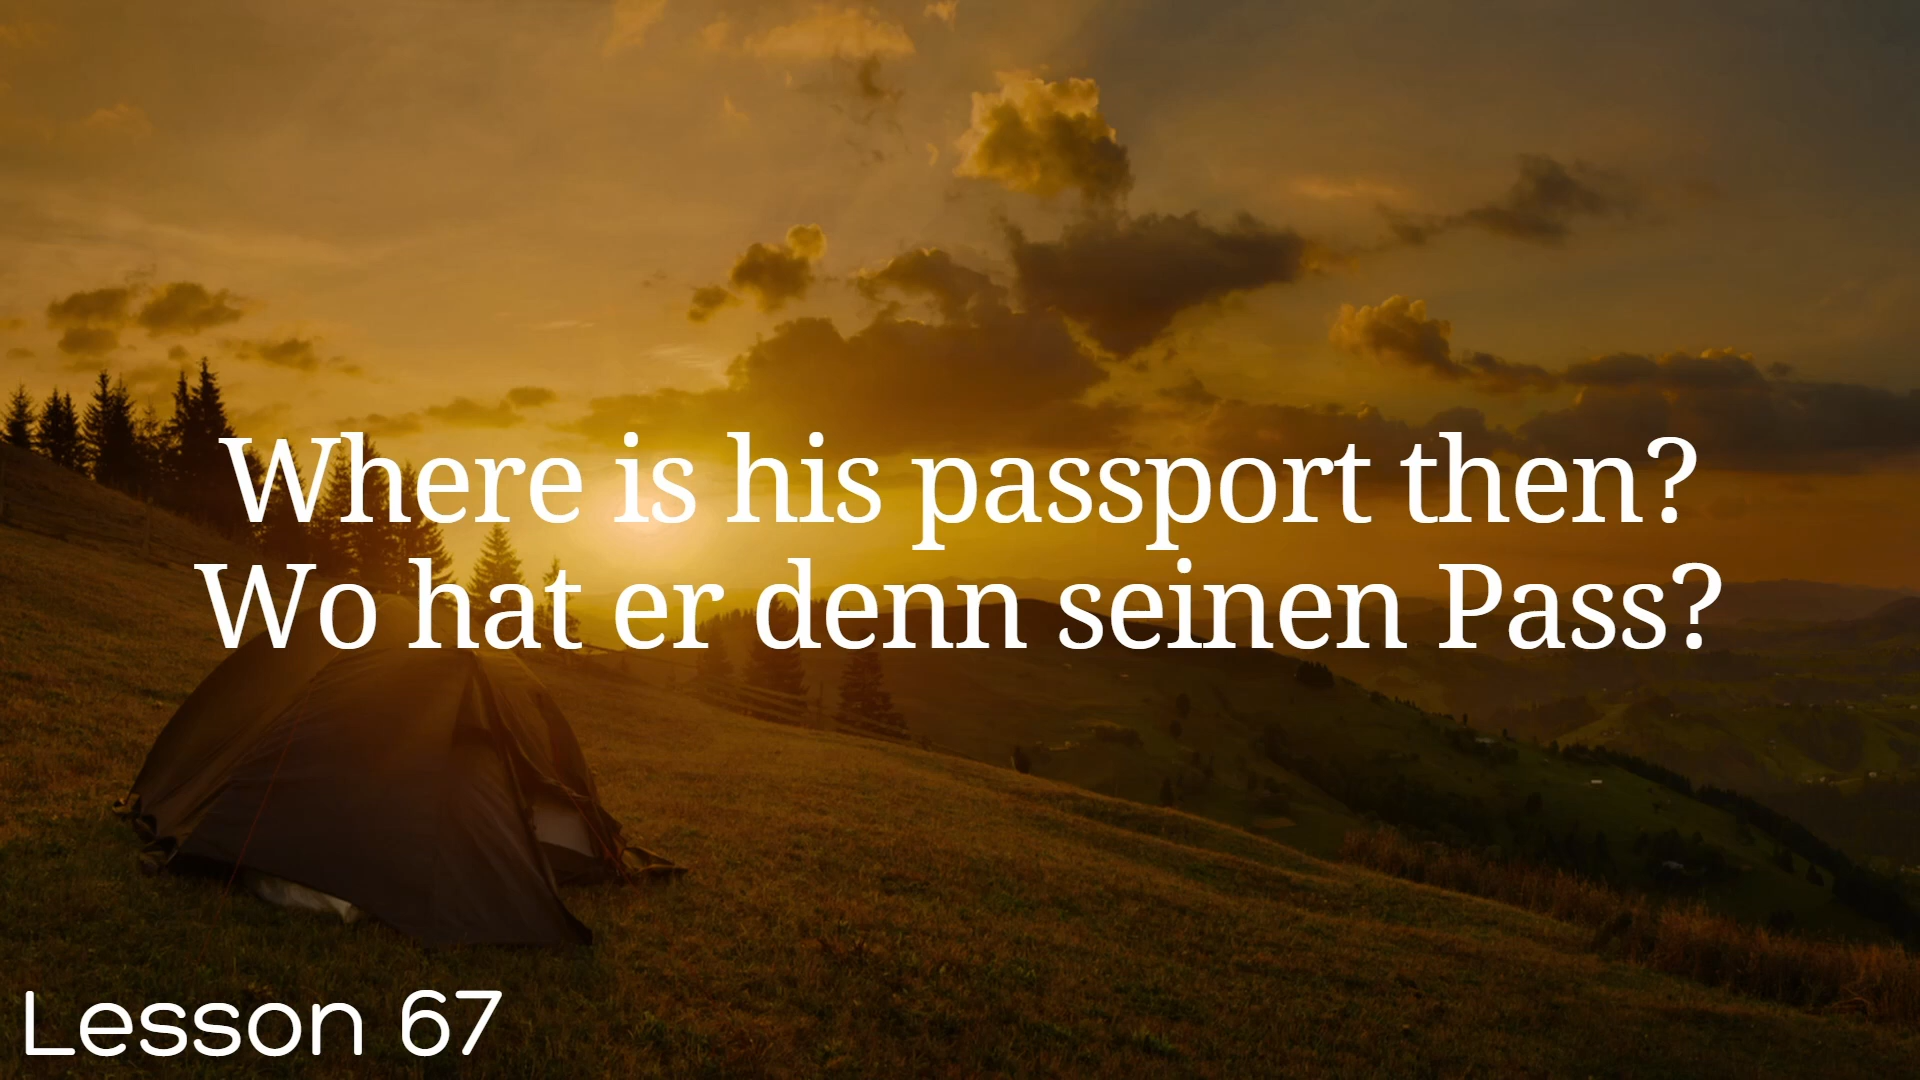 Where is his passport then?
Wo hat er denn seinen Pass?
Lesson 67